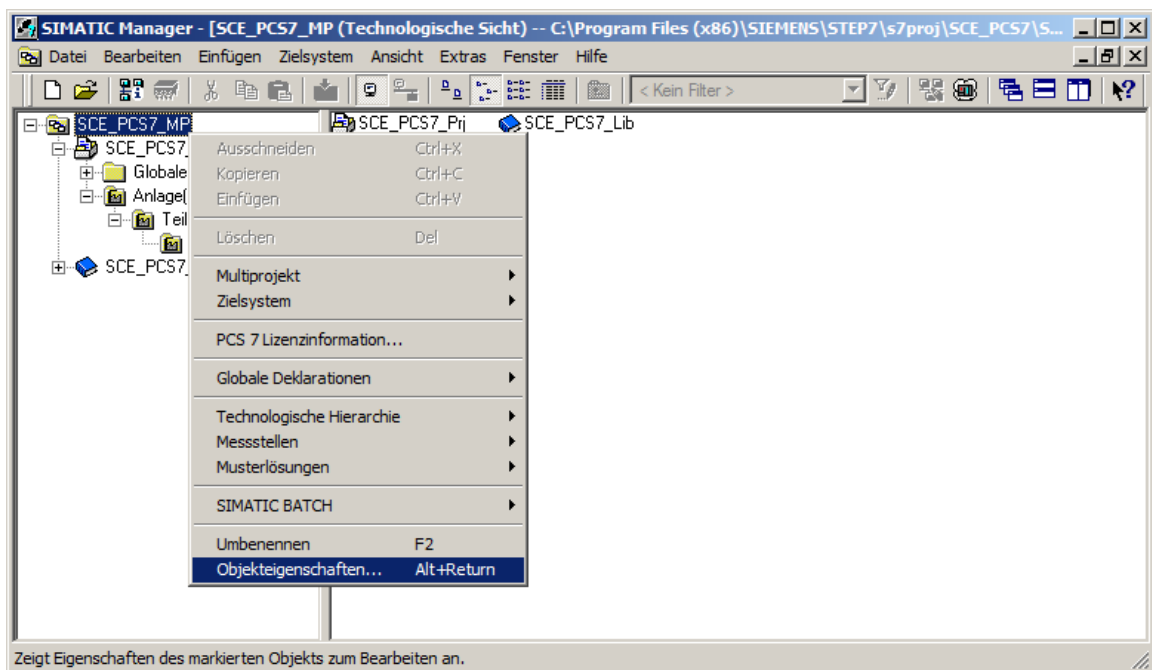 SIMATIC Manager - [SCE_PCS7_MP (Technologische Sicht) -- C:\Program Files (x86)\SIEMENS\STEP7\s7proj\SCE_PCS7\S...
Datei Bearbeiten Einfügen Zielsystem Ansicht Extras Fenster Hilfe
< Kein Filter >
SCE_PCS7_MP
SCE_PCS7_Prj SCE_PCS7_Lib
SCE_PCS7_
Globale
Anlage(
Teil
SCE_PCS7_
Ausschneiden Ctrl+X
Kopieren Ctrl+C
Einfügen Ctrl+V
Löschen Del
Multiprojekt
Zielsystem
PCS 7 Lizenzinformation...
Globale Deklarationen
Technologische Hierarchie
Messstellen
Musterlösungen
SIMATIC BATCH
Umbenennen F2
Objekteigenschaften... Alt+Return
Zeigt Eigenschaften des markierten Objekts zum Bearbeiten an.